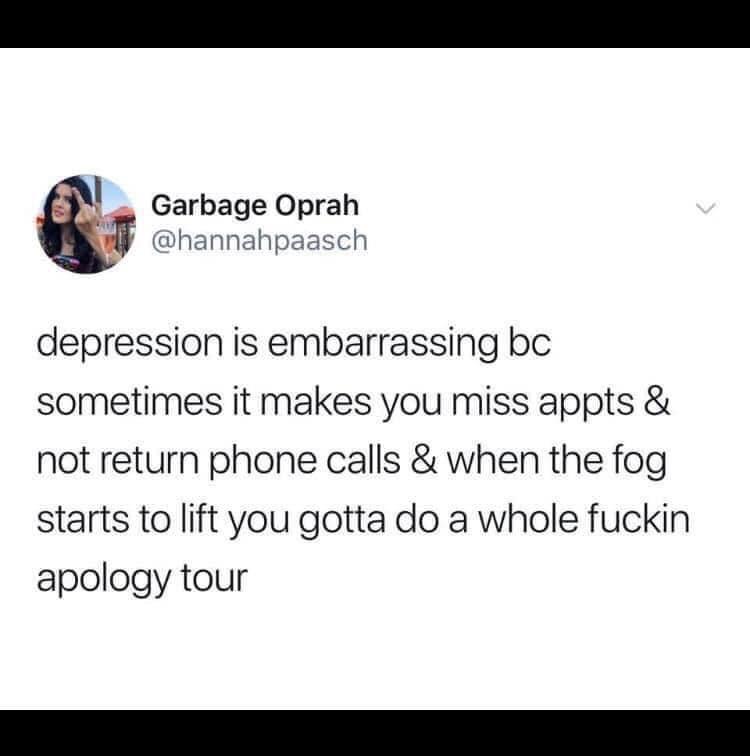 Garbage Oprah
@hannahpaasch
depression is embarrassing bc
sometimes it makes you miss appts &
not return phone calls & when the fog
starts to lift you gotta do a whole fuckin
apology tour